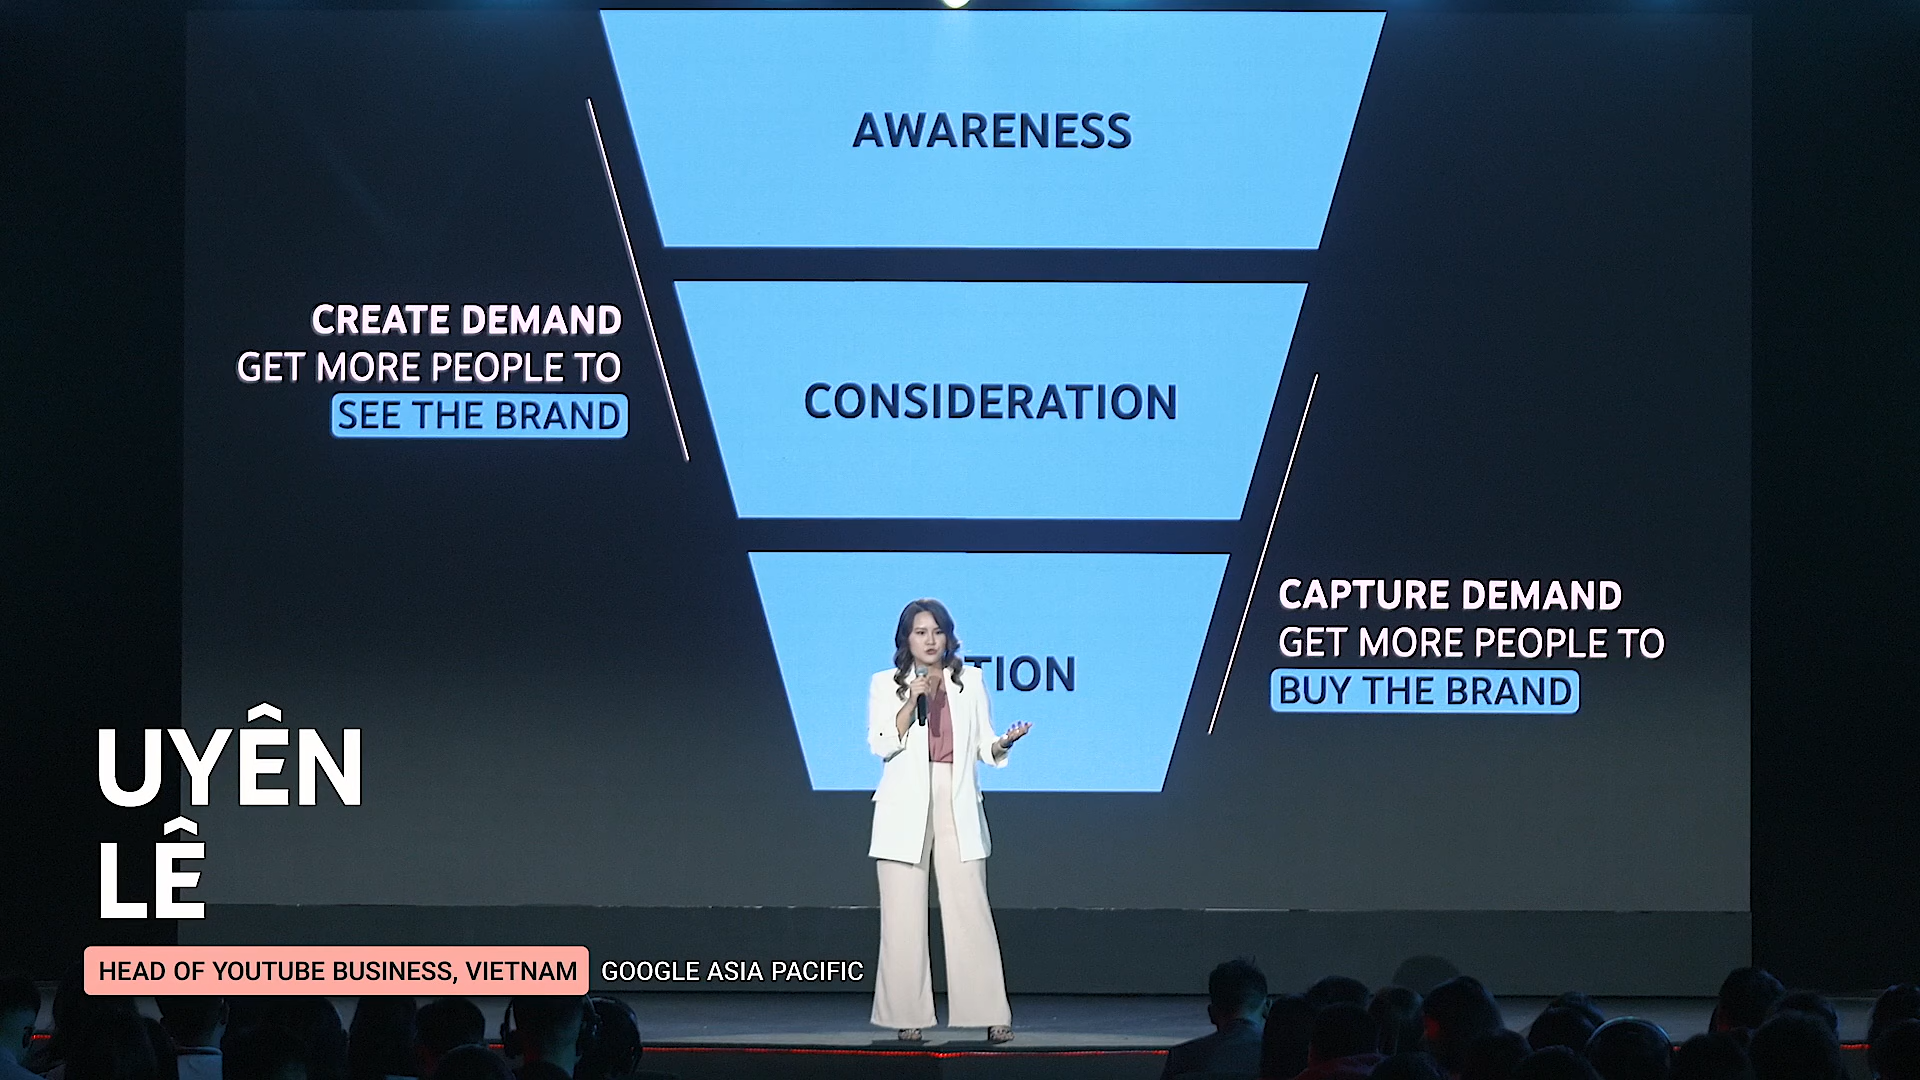 AWARENESS
CREATE DEMAND
GET MORE PEOPLE TO
SEE THE BRAND
CONSIDERATION
CAPTURE DEMAND
GET MORE PEOPLE TO
BUY THE BRAND
UYÊN
LÊ
HEAD OF YOUTUBE BUSINESS, VIETNAM GOOGLE ASIA PACIFIC